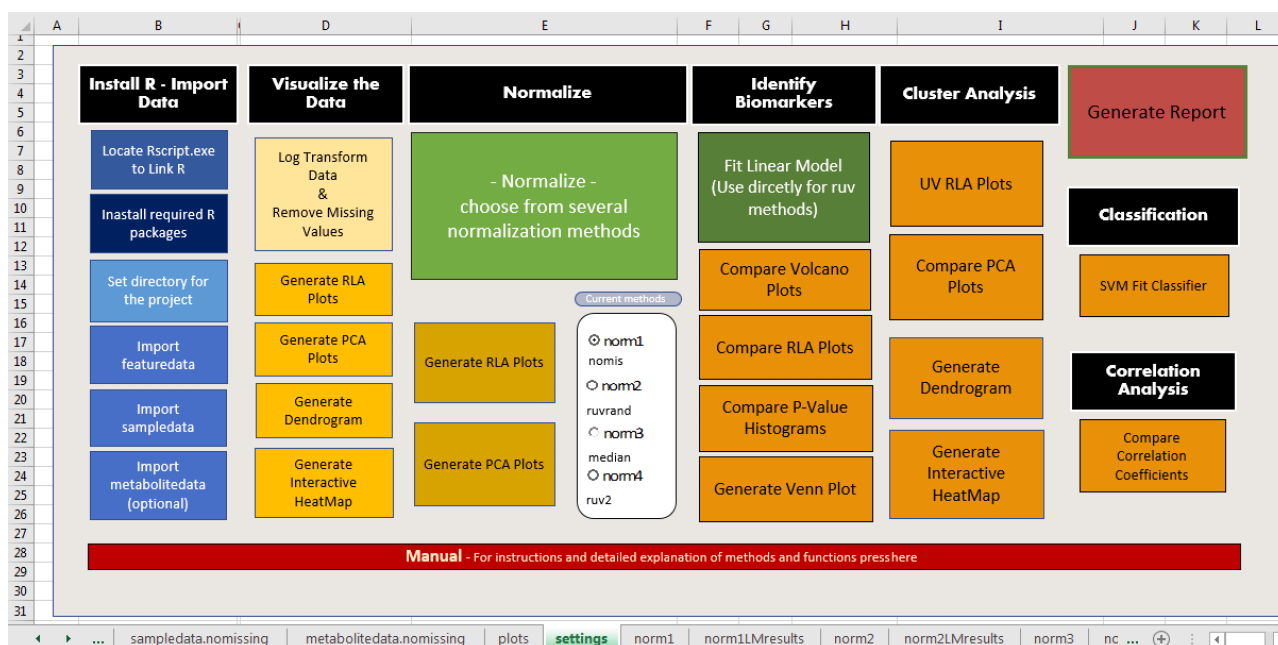 A B D E F G H I J K L
1
2
3
4
5
6
7
8
9
10
11
12
13
14
15
16
17
18
19
20
21
22
23
24
25
26
27
28
29
30
31
Install R - Import
Data
Locate Rscript.exe
to Link R
Inastall required R
packages
Set directory for
the project
Import
featuredata
Import
sampledata
Import
metabolitedata
(optional)
Visualize the
Data
Log Transform
Data
&
Remove Missing
Values
Generate RLA
Plots
Generate PCA
Plots
Generate
Dendrogram
Generate
Interactive
HeatMap
Normalize
- Normalize -
choose from several
normalization methods
Generate RLA Plots
Generate PCA Plots
Current methods
norm1
nomis
norm2
ruvrand
norm3
median
norm4
ruv2
Identify
Biomarkers
Fit Linear Model
(Use dircetly for ruv
methods)
Compare Volcano
Plots
Compare RLA Plots
Compare P-Value
Histograms
Generate Venn Plot
Cluster Analysis
UV RLA Plots
Compare PCA
Plots
Generate
Dendrogram
Generate
Interactive
HeatMap
Generate Report
Classification
SVM Fit Classifier
Correlation
Analysis
Compare
Correlation
Coefficients
Manual - For instructions and detailed explanation of methods and functions press here
... sampledata.nomissing metabolitedata.nomissing plots settings norm1 norm1LMresults norm2 norm2LMresults norm3 nc ...